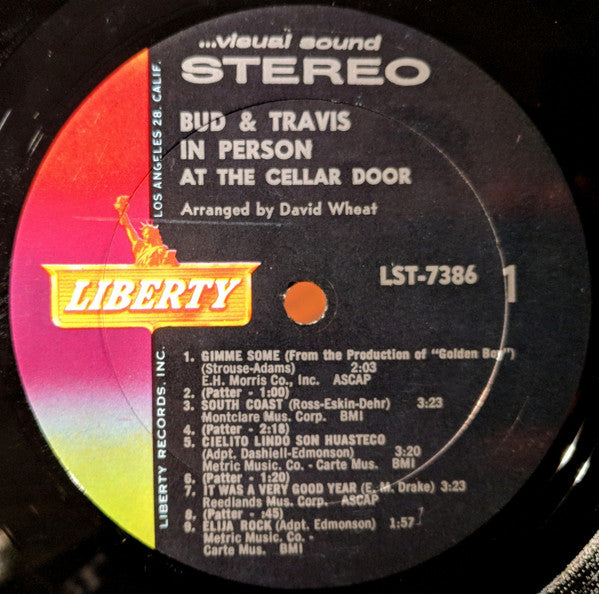 ...visual sound
STEREO
BUD & TRAVIS
IN PERSON
AT THE CELLAR DOOR
Arranged by David Wheat
LIBERTY
LST-7386
1
1. GIMME SOME (From the Production of "Golden Boy")
(Strouse-Adams) 2:03
E.H. Morris Co., Inc. ASCAP
2. (Patter - 1:00)
3. SOUTH COAST (Ross-Eskin-Dehr) 3:23
Montclare Mus. Corp. BMI
4. (Patter - 2:18)
5. CIELITO LINDO SON HUASTECO
(Adpt. Dashiell-Edmonson) 3:20
Metric Music. Co. - Carte Mus. BMI
6. (Patter - 1:20)
7. IT WAS A VERY GOOD YEAR (E. M. Drake) 3:23
Reedlands Mus. Corp. ASCAP
8. (Patter - :45)
9. ELIJA ROCK (Adpt. Edmonson) 1:57
Metric Music. Co. -
Carte Mus. BMI
LIBERTY RECORDS, INC.
LOS ANGELES 28, CALIF.